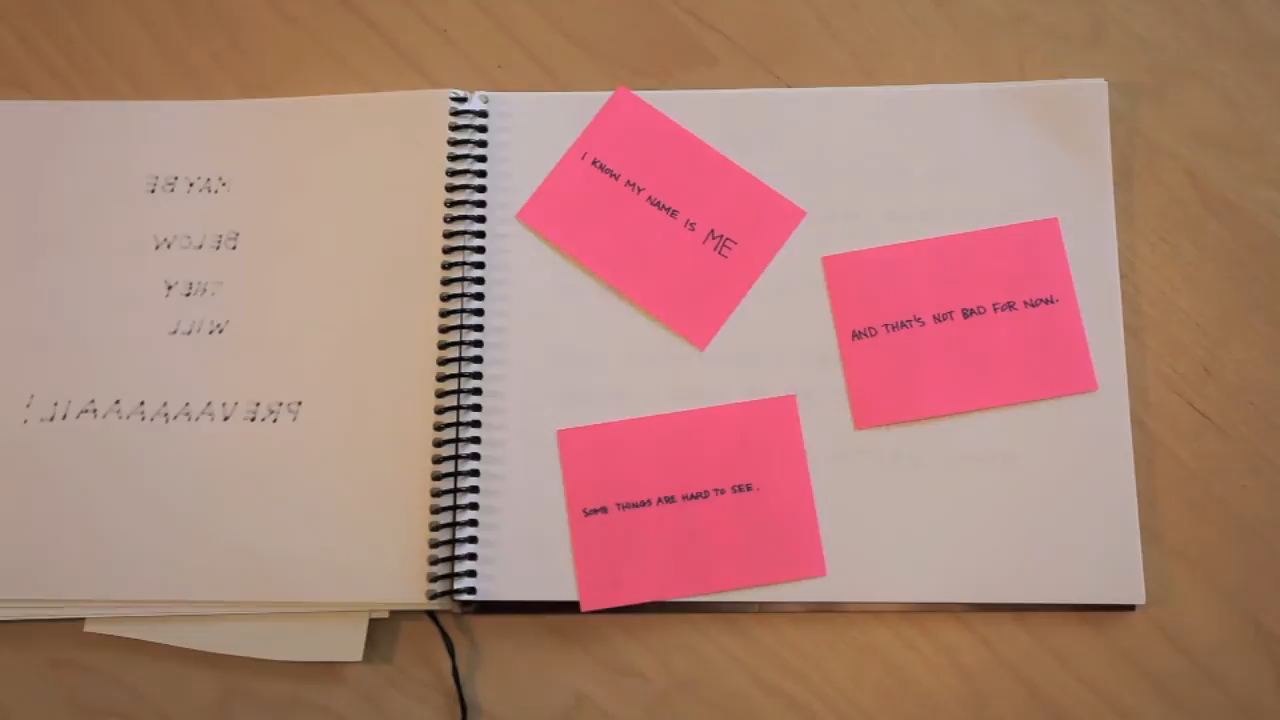 MAYBE
BELOW
THEY
WILL
PREVAAAAAIL!
I KNOW MY NAME IS ME
AND THAT'S NOT BAD FOR NOW.
SOME THINGS ARE HARD TO SEE.